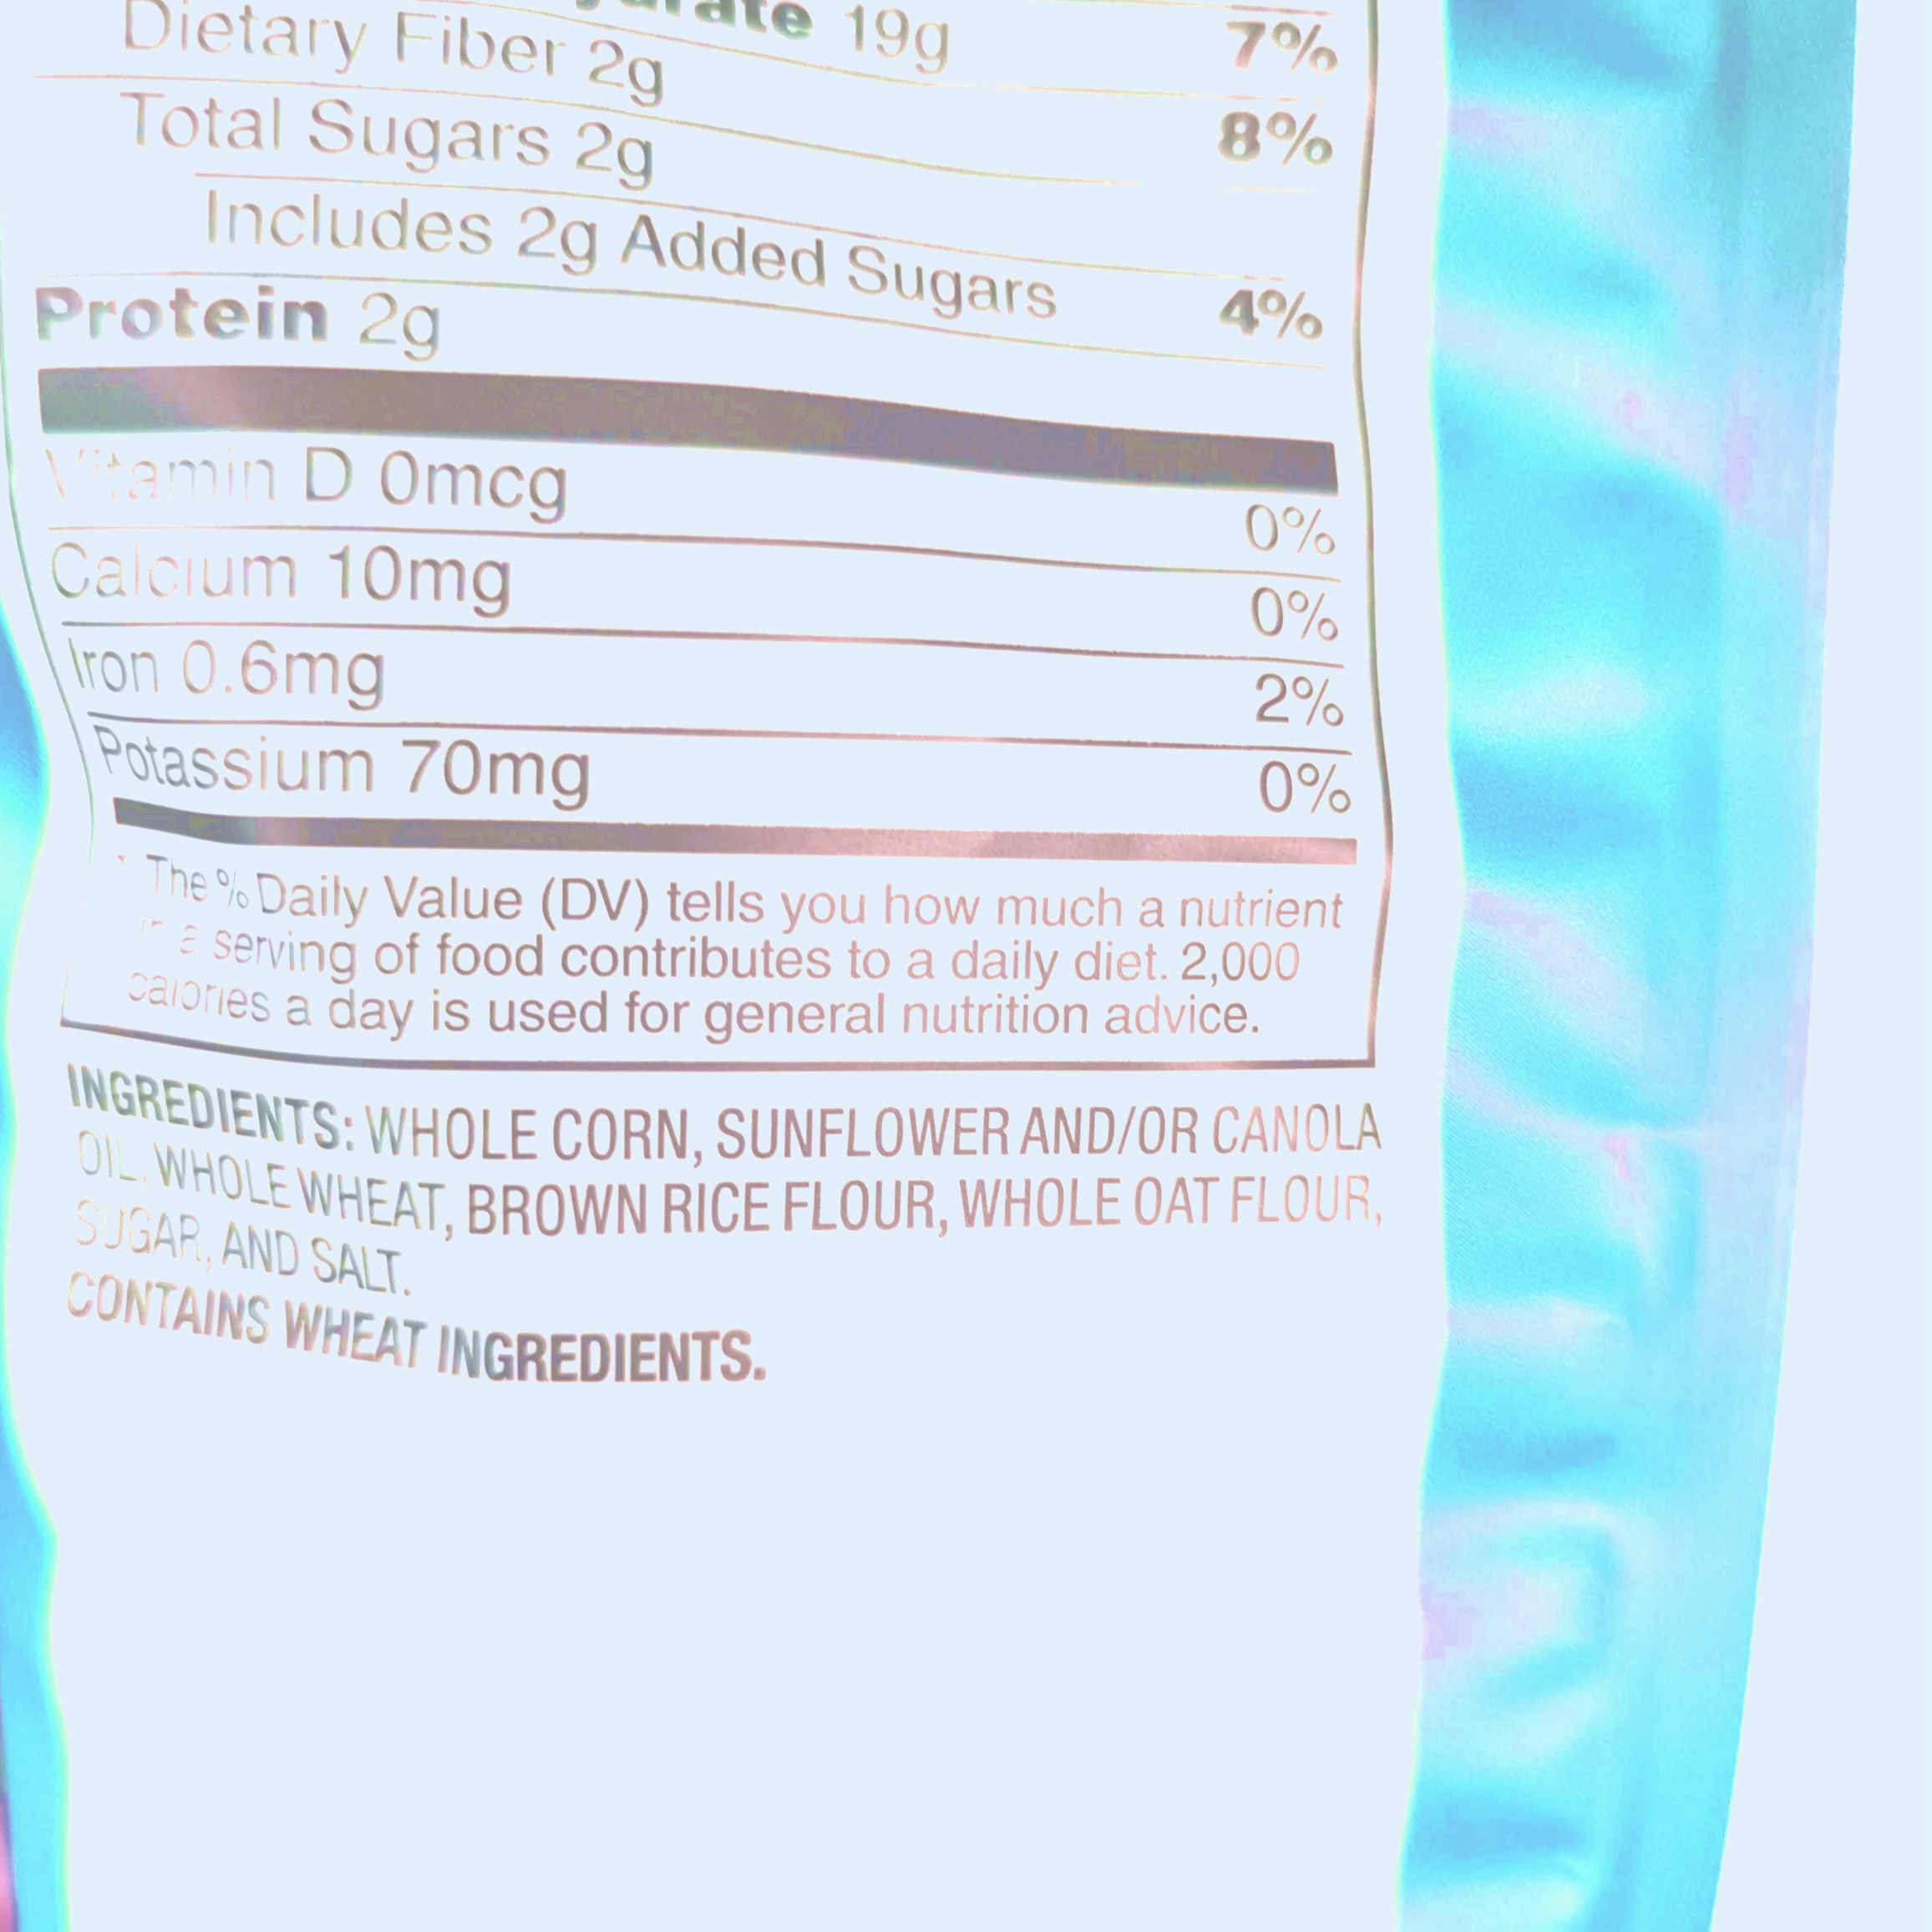 19g 7%
Dietary Fiber 2g 8%
Total Sugars 2g
Includes 2g Added Sugars 4%
Protein 2g
Vitamin D 0mcg 0%
Calcium 10mg 0%
Iron 0.6mg 2%
Potassium 70mg 0%
* The % Daily Value (DV) tells you how much a nutrient
in a serving of food contributes to a daily diet. 2,000
calories a day is used for general nutrition advice.
INGREDIENTS: WHOLE CORN, SUNFLOWER AND/OR CANOLA
OIL, WHOLE WHEAT, BROWN RICE FLOUR, WHOLE OAT FLOUR,
SUGAR, AND SALT.
CONTAINS WHEAT INGREDIENTS.